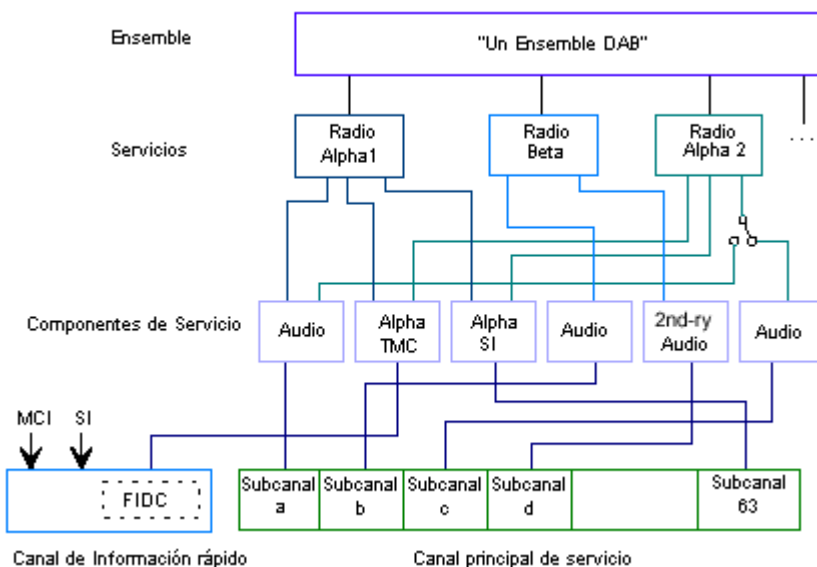 Ensemble
"Un Ensemble DAB"
Servicios
Radio
Alpha1
Radio
Beta
Radio
Alpha 2
...
Componentes de Servicio
Audio
Alpha
TMC
Alpha
SI
Audio
2nd-ry
Audio
Audio
MCI
SI
FIDC
Subcanal
a
Subcanal
b
Subcanal
c
Subcanal
d
Subcanal
63
Canal de Información rápido
Canal principal de servicio